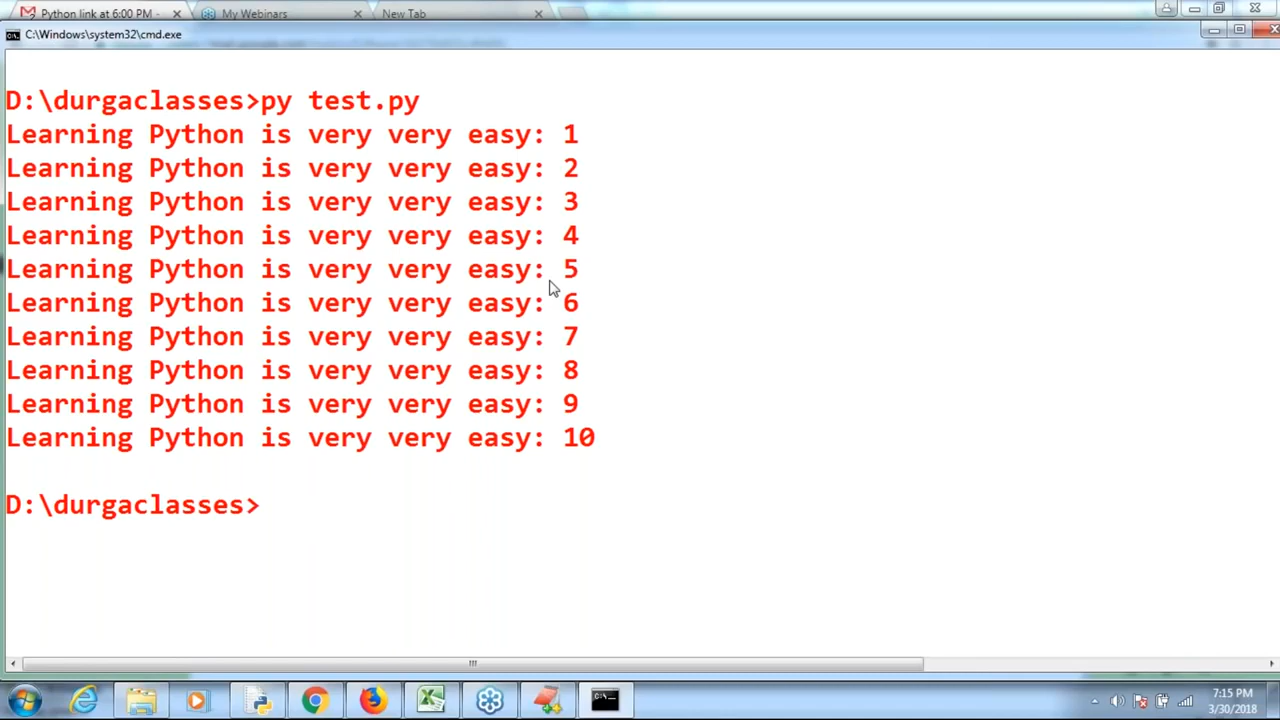 Python link at 6:00 PM -
My Webinars
New Tab
C:\Windows\system32\cmd.exe
D:\durgaclasses>py test.py
Learning Python is very very easy: 1
Learning Python is very very easy: 2
Learning Python is very very easy: 3
Learning Python is very very easy: 4
Learning Python is very very easy: 5
Learning Python is very very easy: 6
Learning Python is very very easy: 7
Learning Python is very very easy: 8
Learning Python is very very easy: 9
Learning Python is very very easy: 10
D:\durgaclasses>
7:15 PM
3/30/2018